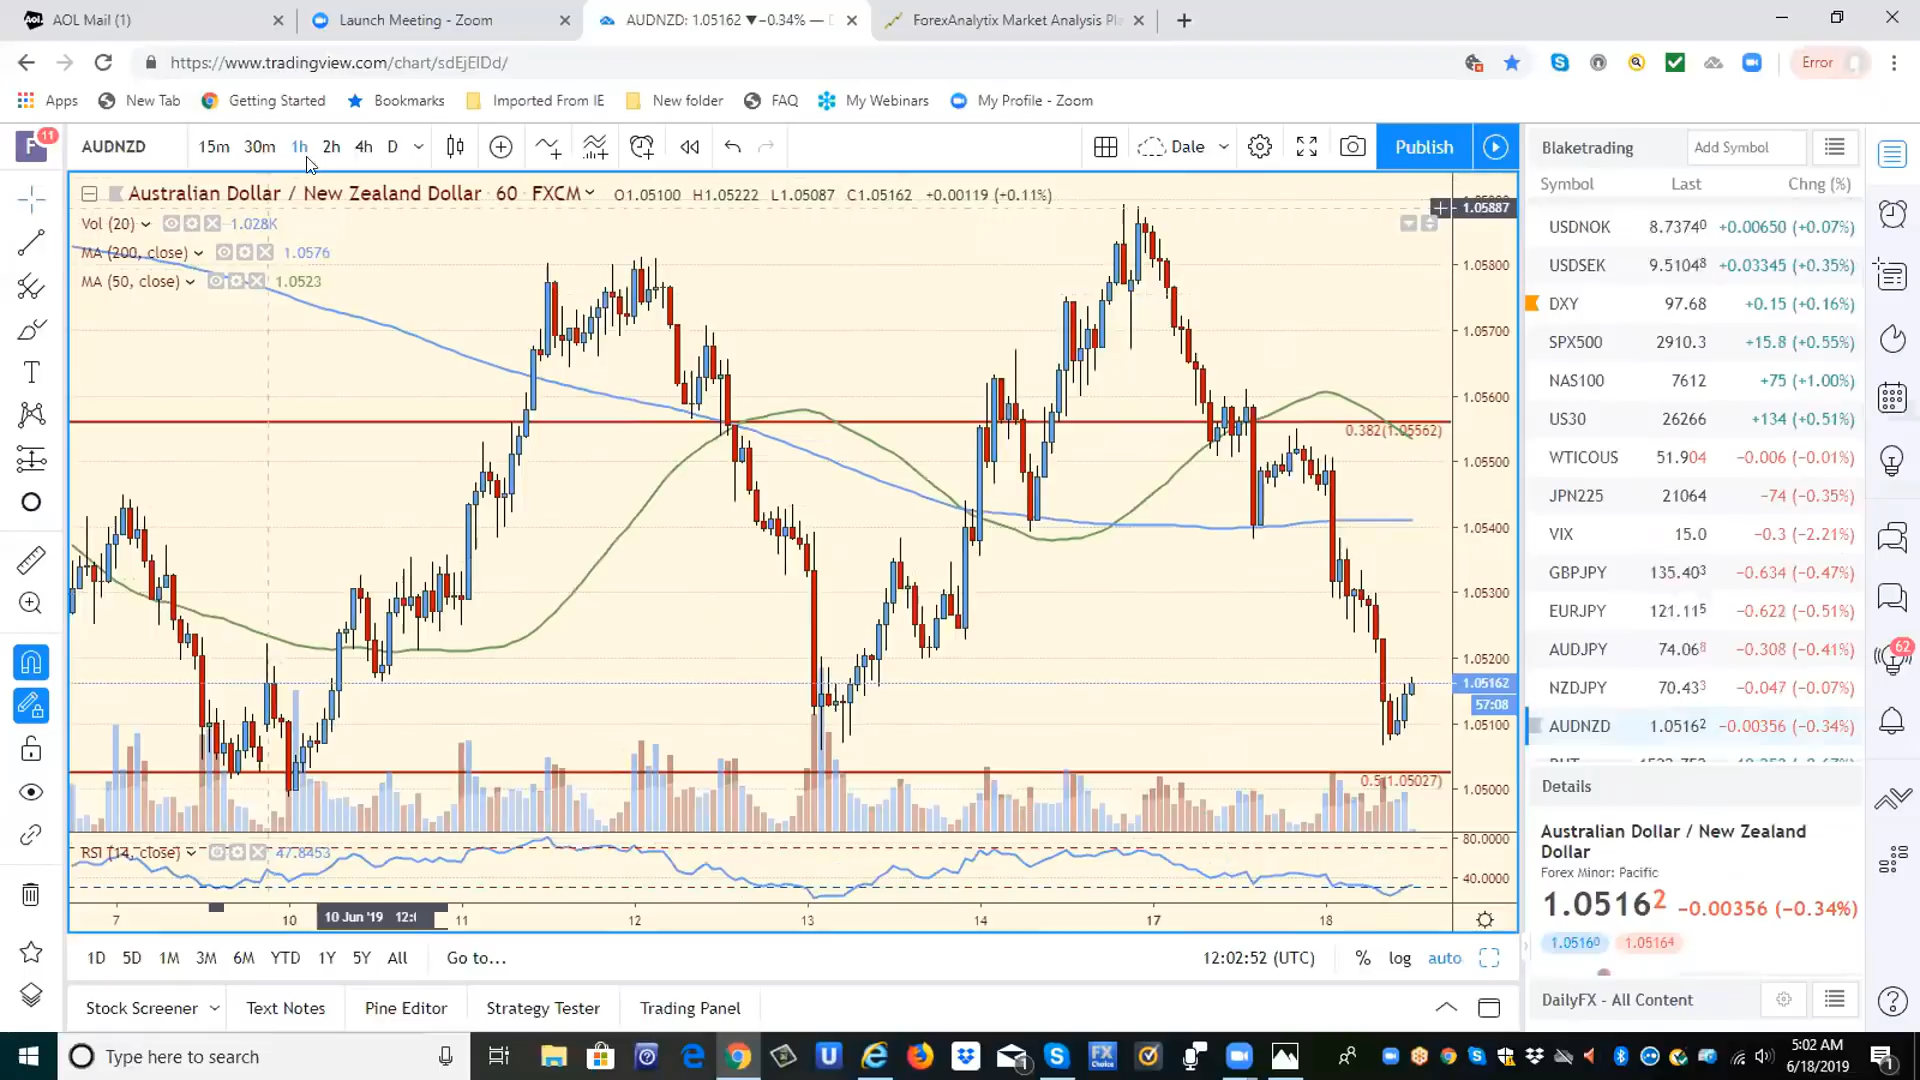 AOL Mail (1)
Launch Meeting - Zoom
AUDNZD: 1.05162 ▼−0.34% —
ForexAnalytix Market Analysis Pl
https://www.tradingview.com/chart/sdEjEIDd/
Error
Apps
New Tab
Getting Started
Bookmarks
Imported From IE
New folder
FAQ
My Webinars
My Profile - Zoom
F
11
AUDNZD
15m 30m 1h 2h 4h D
Dale
Publish
Blaketrading
Add Symbol
Symbol Last Chng (%)
Australian Dollar / New Zealand Dollar 60 FXCM
O1.05100 H1.05222 L1.05087 C1.05162 +0.00119 (+0.11%)
Vol (20) 1.028K
MA (200, close) 1.0576
MA (50, close) 1.0523
1.05887
1.05800
1.05700
1.05600
0.382(1.05562)
1.05500
1.05400
1.05300
1.05200
1.05162
57:08
1.05100
0.5(1.05027)
1.05000
RSI (14, close) 47.8453
80.0000
40.0000
7 10 10 Jun '19 11 12 13 14 17 18
USDNOK 8.73740 +0.00650 (+0.07%)
USDSEK 9.51048 +0.03345 (+0.35%)
DXY 97.68 +0.15 (+0.16%)
SPX500 2910.3 +15.8 (+0.55%)
NAS100 7612 +75 (+1.00%)
US30 26266 +134 (+0.51%)
WTICOUS 51.904 −0.006 (−0.01%)
JPN225 21064 −74 (−0.35%)
VIX 15.0 −0.3 (−2.21%)
GBPJPY 135.403 −0.634 (−0.47%)
EURJPY 121.115 −0.622 (−0.51%)
AUDJPY 74.068 −0.308 (−0.41%)
NZDJPY 70.433 −0.047 (−0.07%)
AUDNZD 1.05162 −0.00356 (−0.34%)
62
Details
Australian Dollar / New Zealand
Dollar
Forex Minor: Pacific
1.05162 −0.00356 (−0.34%)
1.05160 1.05164
DailyFX - All Content
1D 5D 1M 3M 6M YTD 1Y 5Y All Go to...
12:02:52 (UTC) % log auto
Stock Screener
Text Notes
Pine Editor
Strategy Tester
Trading Panel
Type here to search
5:02 AM
6/18/2019